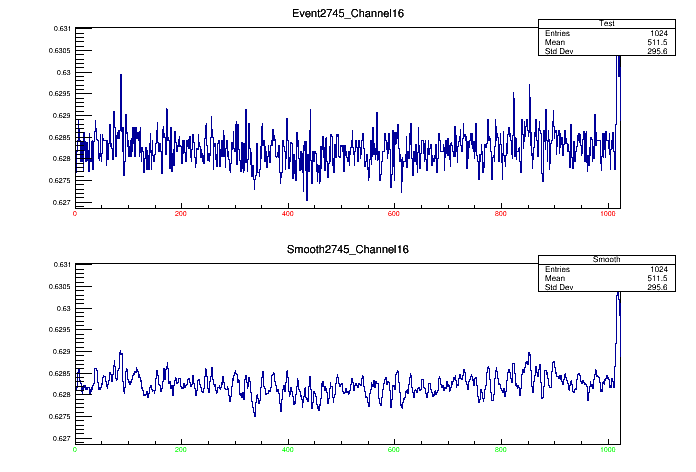 Event2745_Channel16
Test
Entries 1024
Mean 511.5
Std Dev 295.6
0.631
0.6305
0.63
0.6295
0.629
0.6285
0.628
0.6275
0.627
0 200 400 600 800 1000
Smooth2745_Channel16
Smooth
Entries 1024
Mean 511.5
Std Dev 295.6
0.631
0.6305
0.63
0.6295
0.629
0.6285
0.628
0.6275
0.627
0 200 400 600 800 1000